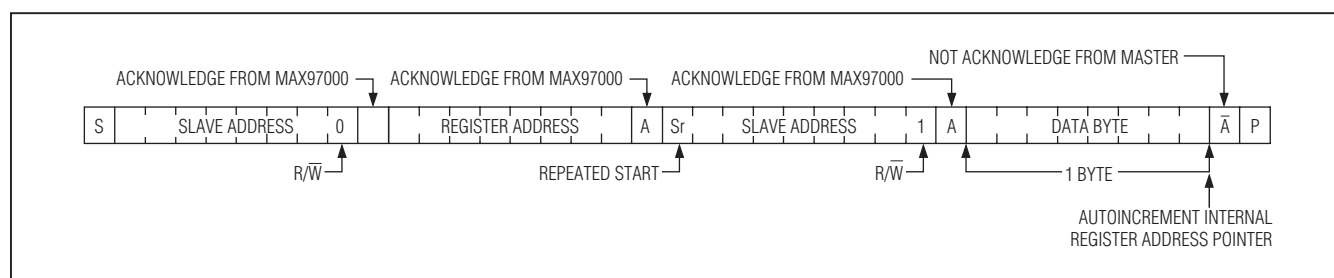 NOT ACKNOWLEDGE FROM MASTER
ACKNOWLEDGE FROM MAX97000 ACKNOWLEDGE FROM MAX97000 ACKNOWLEDGE FROM MAX97000
S SLAVE ADDRESS 0 REGISTER ADDRESS A Sr SLAVE ADDRESS 1 A DATA BYTE A̅ P
R/W̅ REPEATED START R/W̅ 1 BYTE
AUTOINCREMENT INTERNAL
REGISTER ADDRESS POINTER